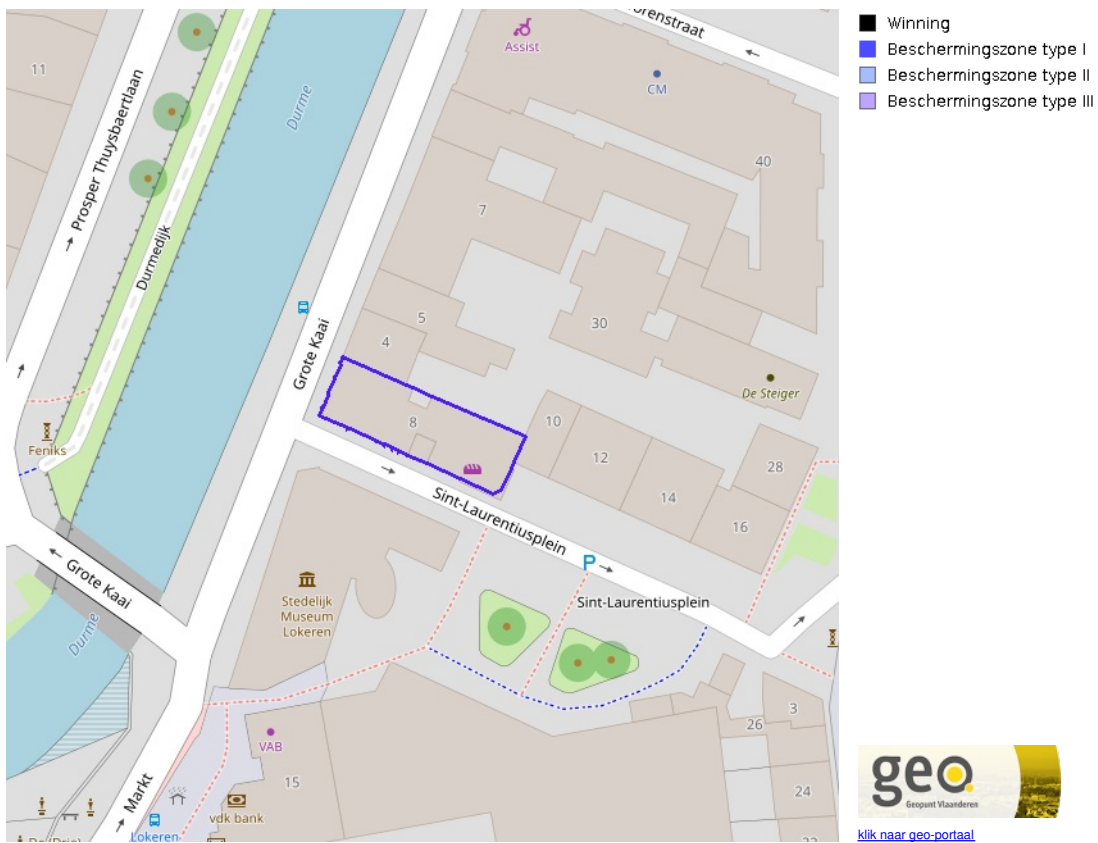 Assist
CM
40
11
Prosper Thuysbaertlaan
Durme
Durmedijk
7
5
4
30
De Steiger
Grote Kaai
8
10
12
14
16
28
Feniks
Sint-Laurentiusplein
P
Sint-Laurentiusplein
Grote Kaai
Durme
Stedelijk
Museum
Lokeren
VAB
15
Markt
vdk bank
Lokeren
26
3
24
Winning
Beschermingszone type I
Beschermingszone type II
Beschermingszone type III
geo
Geopunt Vlaanderen
klik naar geo-portaal